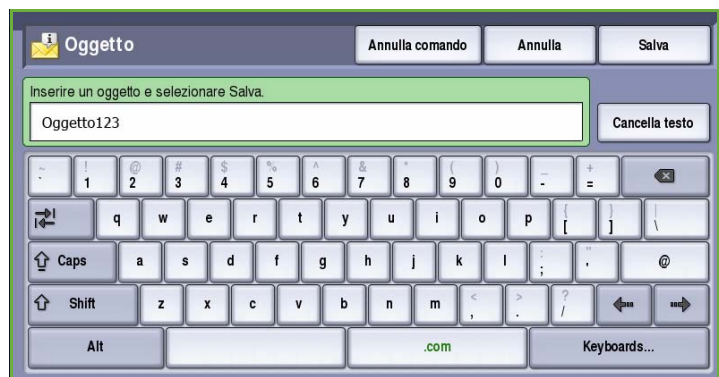 Oggetto Annulla comando Annulla Salva
Inserire un oggetto e selezionare Salva.
Oggetto123 Cancella testo
~ ! @ # $ % ^ & * ( ) _ +
` 1 2 3 4 5 6 7 8 9 0 - =
q w e r t y u i o p { [ } ] | \
Caps a s d f g h j k l : ; " ' @
Shift z x c v b n m < , > . ? /
Alt .com Keyboards...